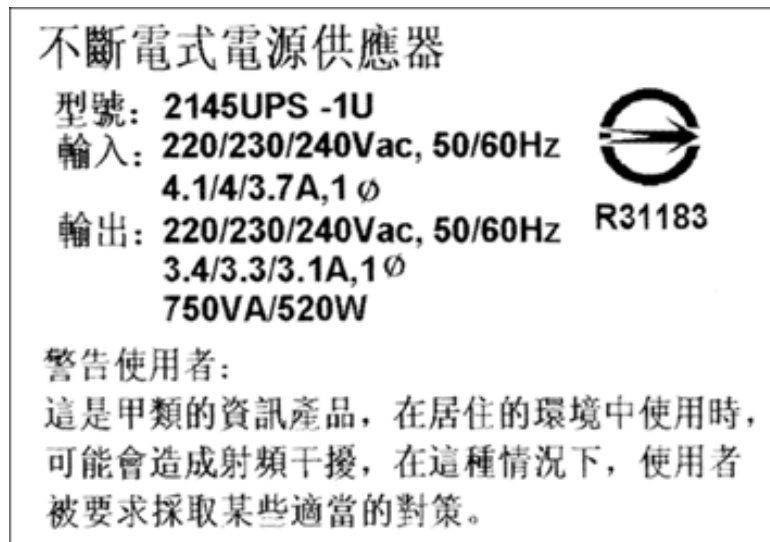 不斷電式電源供應器
型號: 2145UPS -1U
輸入: 220/230/240Vac, 50/60Hz
4.1/4/3.7A,1 ø
輸出: 220/230/240Vac, 50/60Hz
3.4/3.3/3.1A,1 Ø
750VA/520W
R31183
警告使用者:
這是甲類的資訊產品，在居住的環境中使用時，
可能會造成射頻干擾，在這種情況下，使用者
被要求採取某些適當的對策。